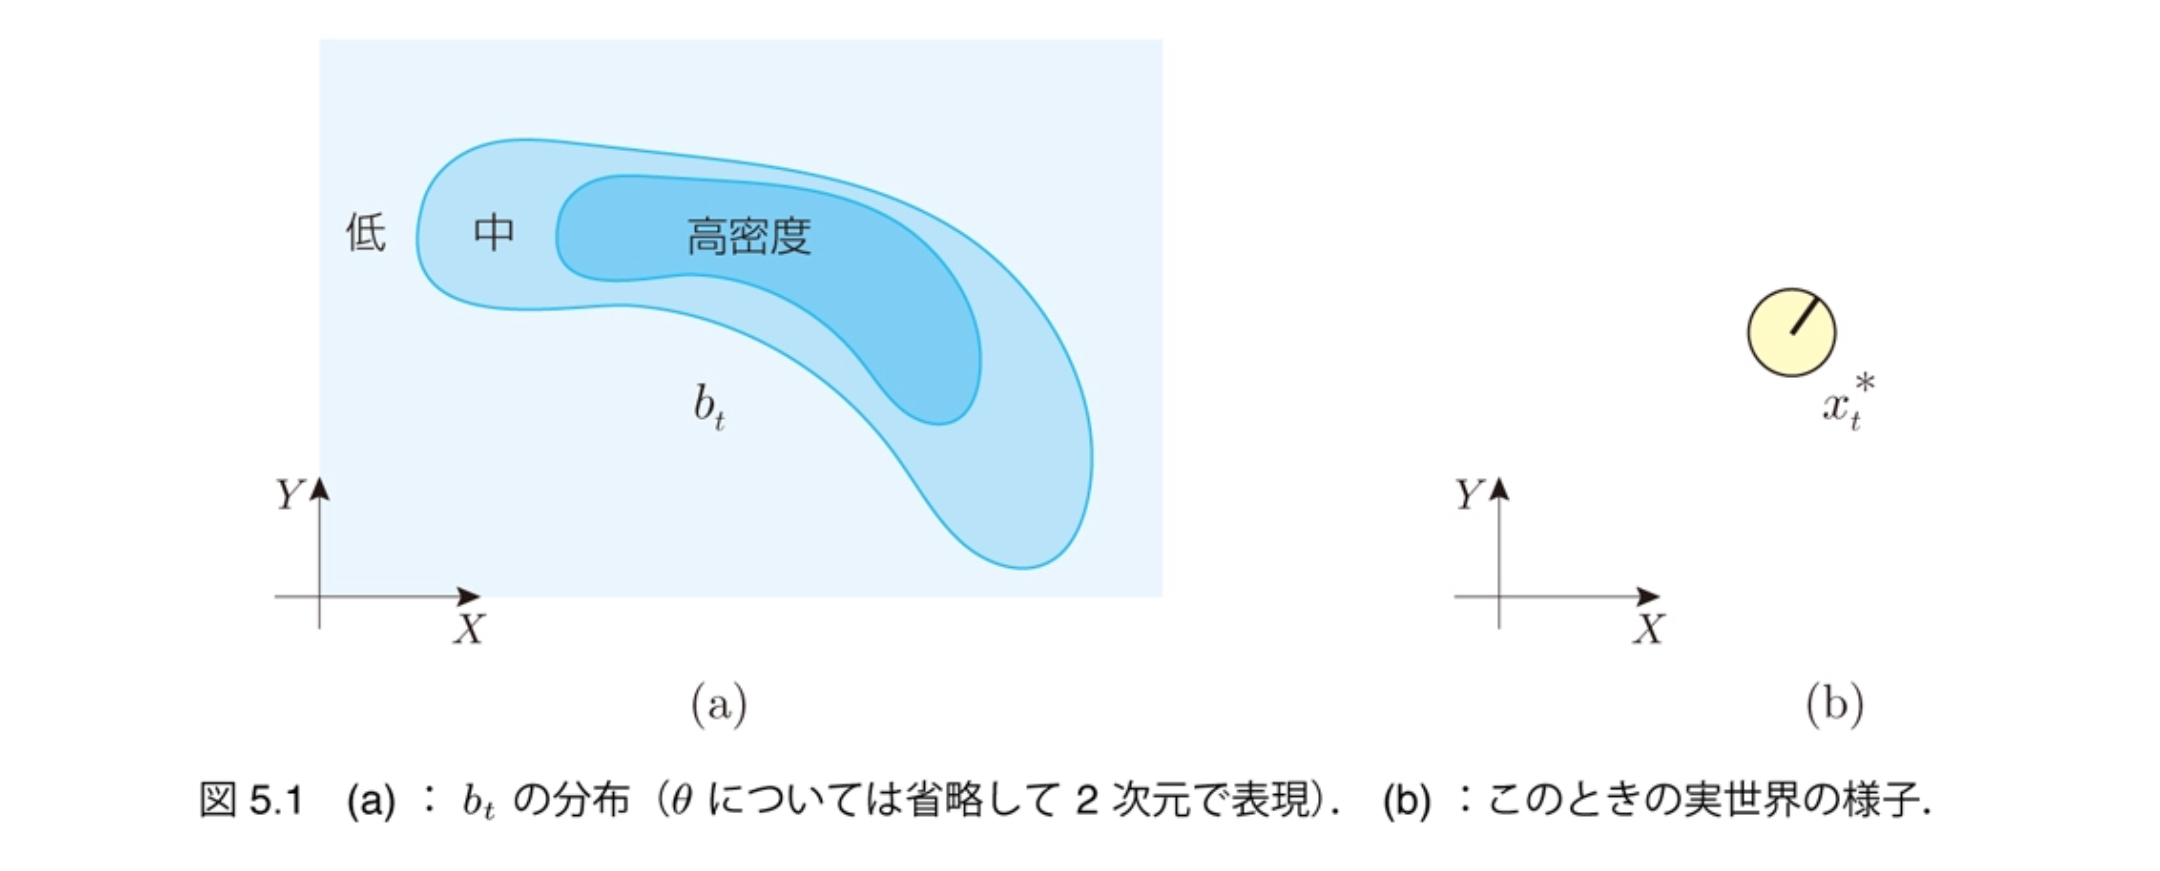 低 中 高密度
b_t
Y
X
(a)
x_t^*
Y
X
(b)
図 5.1 (a) : b_t の分布（θ については省略して 2 次元で表現）． (b) : このときの実世界の様子．